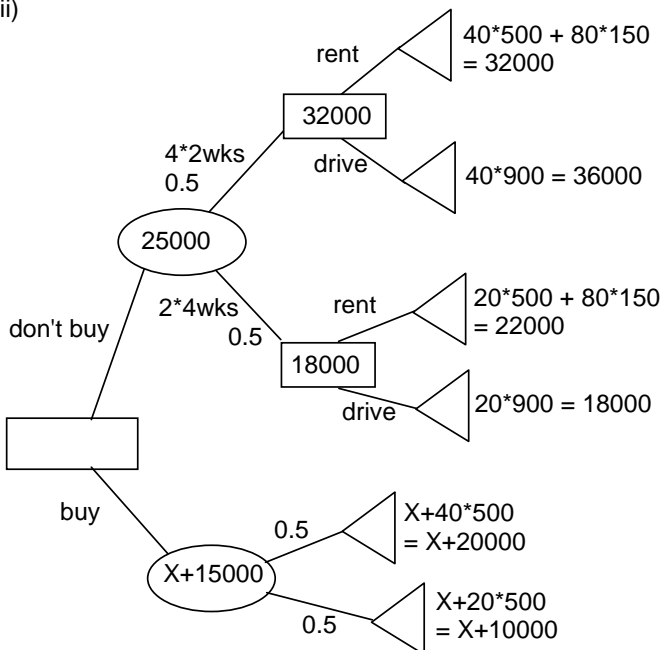 ii)
rent
40*500 + 80*150
= 32000
32000
4*2wks
0.5
drive
40*900 = 36000
25000
2*4wks
0.5
rent
20*500 + 80*150
= 22000
don't buy
18000
drive
20*900 = 18000
buy
0.5
X+40*500
= X+20000
X+15000
0.5
X+20*500
= X+10000